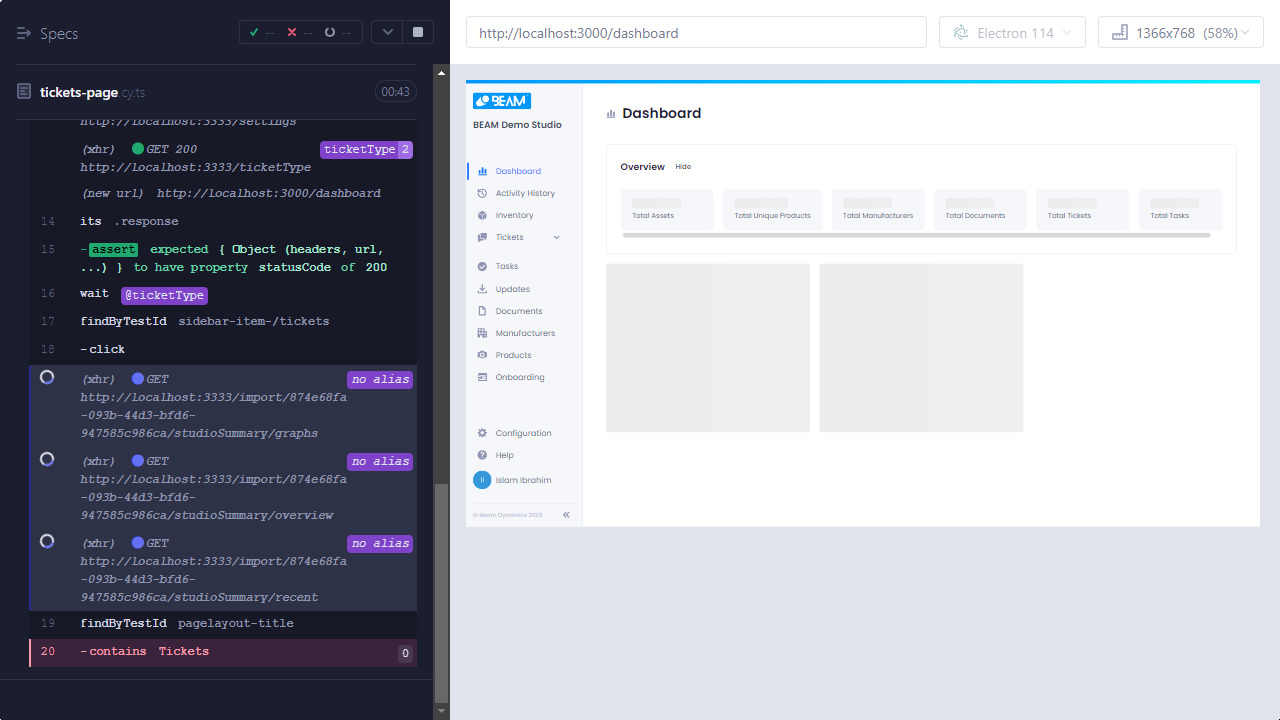 Specs
-- -- --
tickets-page.cy.ts
00:43
http://localhost:3333/settings
(xhr) GET 200 ticketType 2
http://localhost:3333/ticketType
(new url) http://localhost:3000/dashboard
14 its .response
15 -assert expected { Object (headers, url,
...) } to have property statusCode of 200
16 wait @ticketType
17 findByTestId sidebar-item-/tickets
18 -click
(xhr) GET no alias
http://localhost:3333/import/874e68fa
-093b-44d3-bfd6-
947585c986ca/studioSummary/graphs
(xhr) GET no alias
http://localhost:3333/import/874e68fa
-093b-44d3-bfd6-
947585c986ca/studioSummary/overview
(xhr) GET no alias
http://localhost:3333/import/874e68fa
-093b-44d3-bfd6-
947585c986ca/studioSummary/recent
19 findByTestId pagelayout-title
20 -contains Tickets 0
http://localhost:3000/dashboard
Electron 114
1366x768 (58%)
BEAM
BEAM Demo Studio
Dashboard
Activity History
Inventory
Tickets
Tasks
Updates
Documents
Manufacturers
Products
Onboarding
Configuration
Help
II Islam Ibrahim
© Beam Dynamics 2023
Dashboard
Overview Hide
Total Assets
Total Unique Products
Total Manufacturers
Total Documents
Total Tickets
Total Tasks